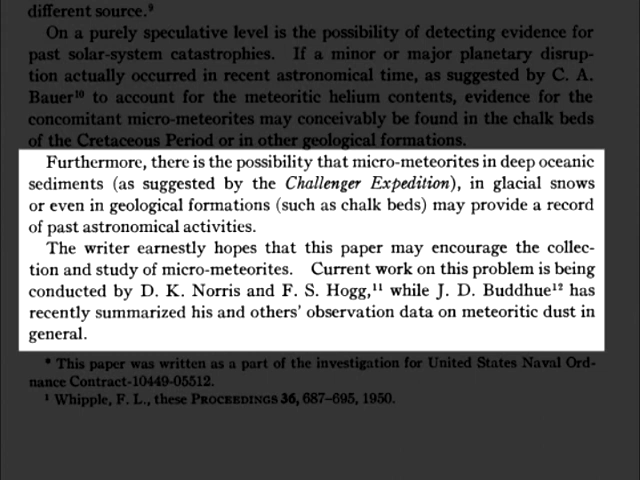 different source.⁹
On a purely speculative level is the possibility of detecting evidence for
past solar-system catastrophies. If a minor or major planetary disrup-
tion actually occurred in recent astronomical time, as suggested by C. A.
Bauer¹⁰ to account for the meteoritic helium contents, evidence for the
concomitant micro-meteorites may conceivably be found in the chalk beds
of the Cretaceous Period or in other geological formations.
Furthermore, there is the possibility that micro-meteorites in deep oceanic
sediments (as suggested by the Challenger Expedition), in glacial snows
or even in geological formations (such as chalk beds) may provide a record
of past astronomical activities.
The writer earnestly hopes that this paper may encourage the collec-
tion and study of micro-meteorites. Current work on this problem is being
conducted by D. K. Norris and F. S. Hogg,¹¹ while J. D. Buddhue¹² has
recently summarized his and others' observation data on meteoritic dust in
general.
* This paper was written as a part of the investigation for United States Naval Ord-
nance Contract-10449-05512.
¹ Whipple, F. L., these PROCEEDINGS 36, 687–695, 1950.